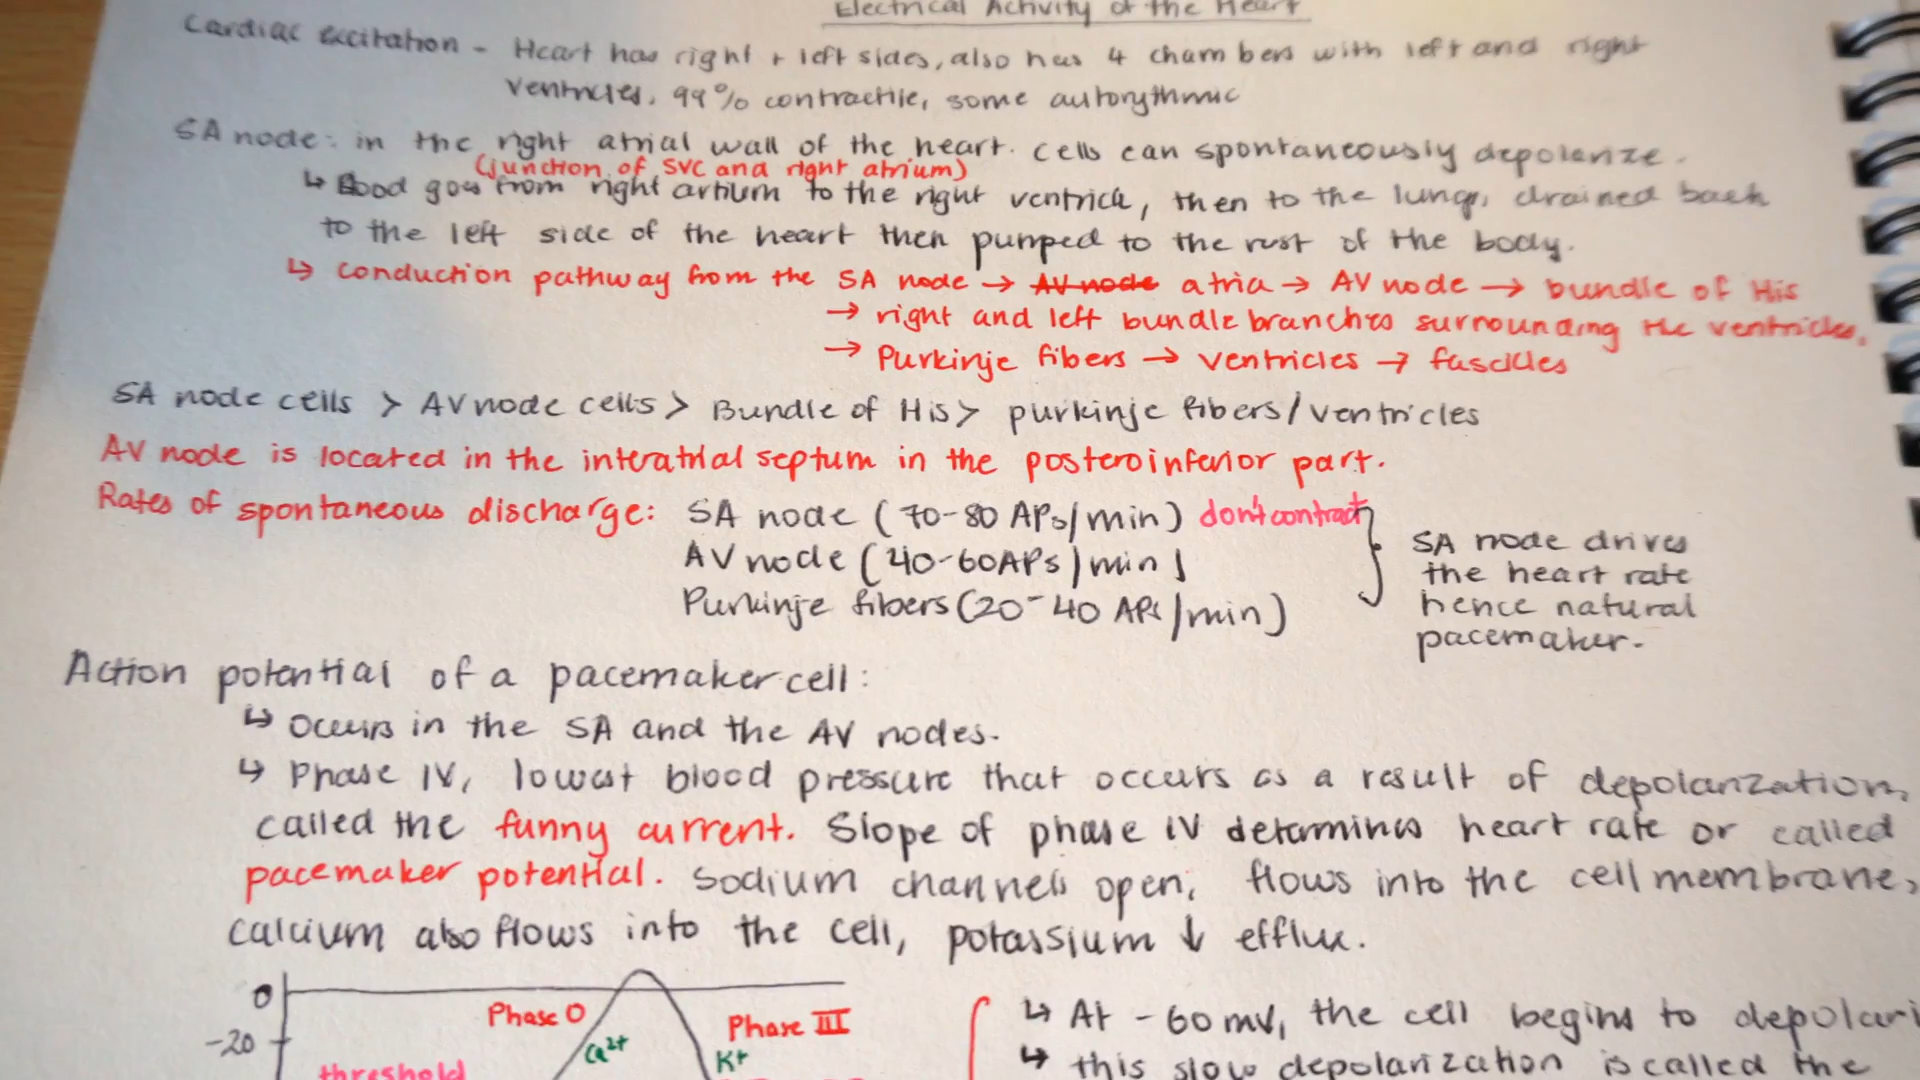 Electrical Activity of the Heart
Cardiac excitation - Heart has right + left sides, also has 4 chambers with left and right
ventricles, 99% contractile, some autorythmic
SA node: in the right atrial wall of the heart. cells can spontaneously depolarize.
(junction of SVC and right atrium)
↳ Blood goes from right artium to the right ventricle, then to the lungs, drained back
to the left side of the heart then pumped to the rest of the body.
↳ conduction pathway from the SA node → AV node atria → AV node → bundle of His
→ right and left bundle branches surrounding the ventricles,
→ Purkinje fibers → ventricles → fascicles
SA node cells > AV node cells > Bundle of His > purkinje fibers/ventricles
AV node is located in the interatrial septum in the posteroinferior part.
Rates of spontaneous discharge: SA node (70-80 APs/min) don't contract
AV node (40-60 APs/min)
Purkinje fibers (20-40 APs/min)
SA node drives
the heart rate
hence natural
pacemaker.
Action potential of a pacemaker cell:
↳ Occurs in the SA and the AV nodes.
↳ Phase IV, lowest blood pressure that occurs as a result of depolarization,
called the funny current. Slope of phase IV determines heart rate or called
pacemaker potential. Sodium channels open, flows into the cell membrane,
calcium also flows into the cell, potassium ↓ efflux.
0
-20
Phase 0
Phase III
Ca2+
K+
threshold
↳ At -60 mV, the cell begins to depolari
↳ this slow depolarization is called the